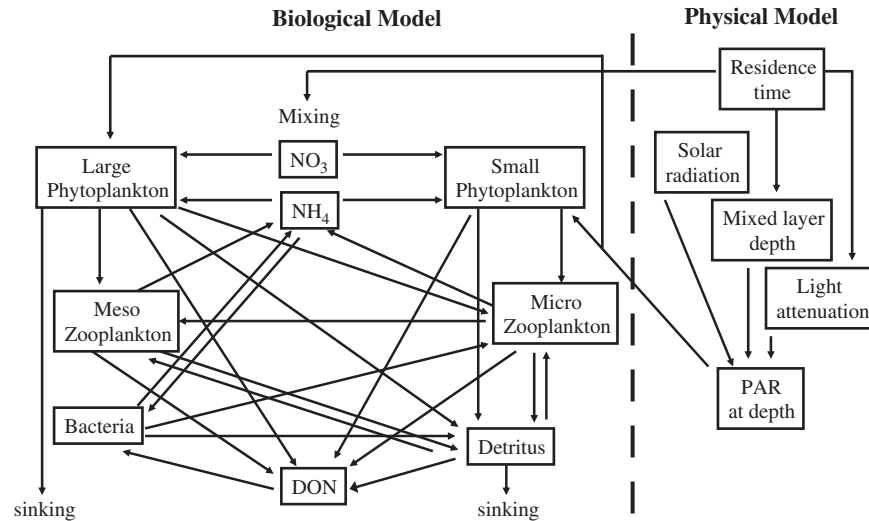 Biological Model
Physical Model
Residence
time
Mixing
Large
Phytoplankton
NO3
Small
Phytoplankton
Solar
radiation
NH4
Mixed layer
depth
Meso
Zooplankton
Micro
Zooplankton
Light
attenuation
PAR
at depth
Bacteria
Detritus
DON
sinking
sinking